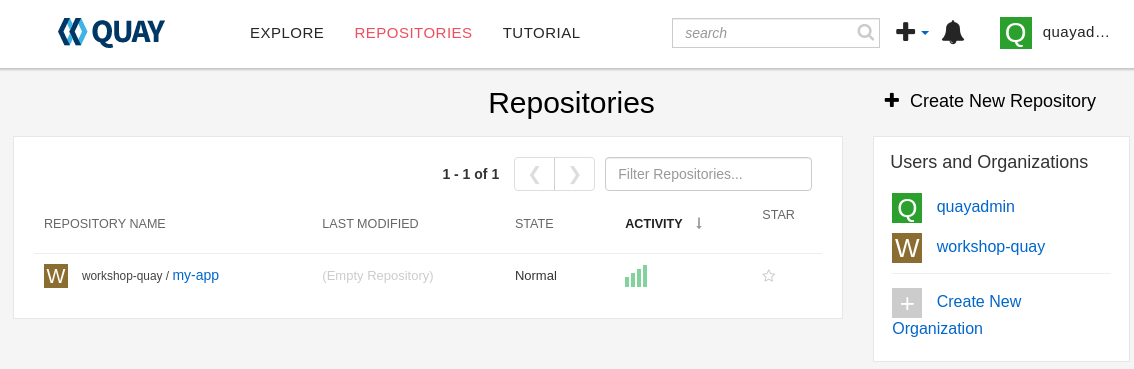 QUAY EXPLORE REPOSITORIES TUTORIAL search Q quayad...
Repositories
Create New Repository
1 - 1 of 1 Filter Repositories...
REPOSITORY NAME LAST MODIFIED STATE ACTIVITY STAR
W workshop-quay / my-app (Empty Repository) Normal
Users and Organizations
Q quayadmin
W workshop-quay
+ Create New
Organization